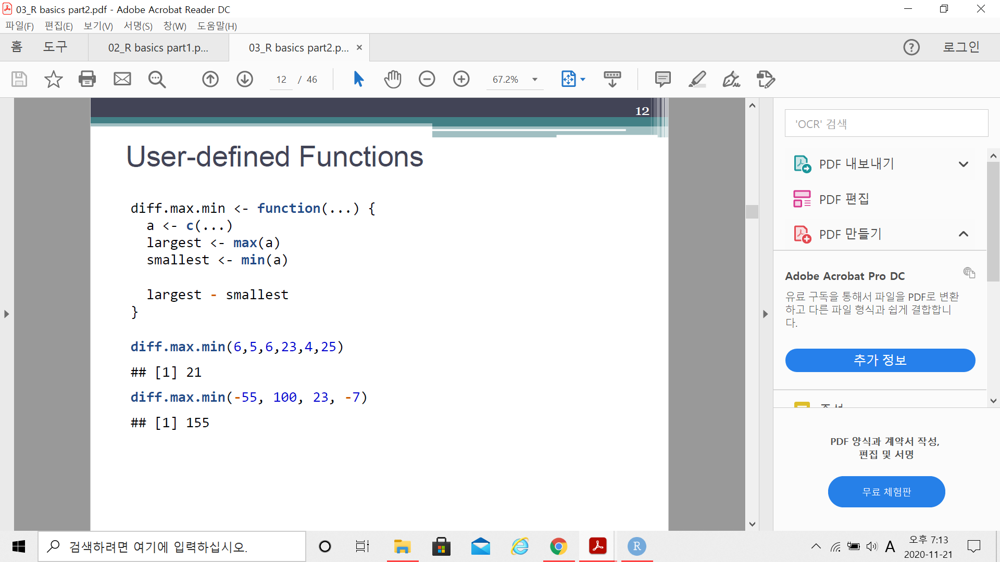 03_R basics part2.pdf - Adobe Acrobat Reader DC
파일(F) 편집(E) 보기(V) 서명(S) 창(W) 도움말(H)
홈 도구 02_R basics part1.p... 03_R basics part2.p... × 로그인
12 / 46 67.2%
12
User-defined Functions
diff.max.min <- function(...) {
a <- c(...)
largest <- max(a)
smallest <- min(a)
largest - smallest
}
diff.max.min(6,5,6,23,4,25)
## [1] 21
diff.max.min(-55, 100, 23, -7)
## [1] 155
'OCR' 검색
PDF 내보내기
PDF 편집
PDF 만들기
Adobe Acrobat Pro DC
유료 구독을 통해서 파일을 PDF로 변환
하고 다른 파일 형식과 쉽게 결합합니
다.
추가 정보
PDF 양식과 계약서 작성,
편집 및 서명
무료 체험판
검색하려면 여기에 입력하십시오.
R
A
오후 7:13
2020-11-21